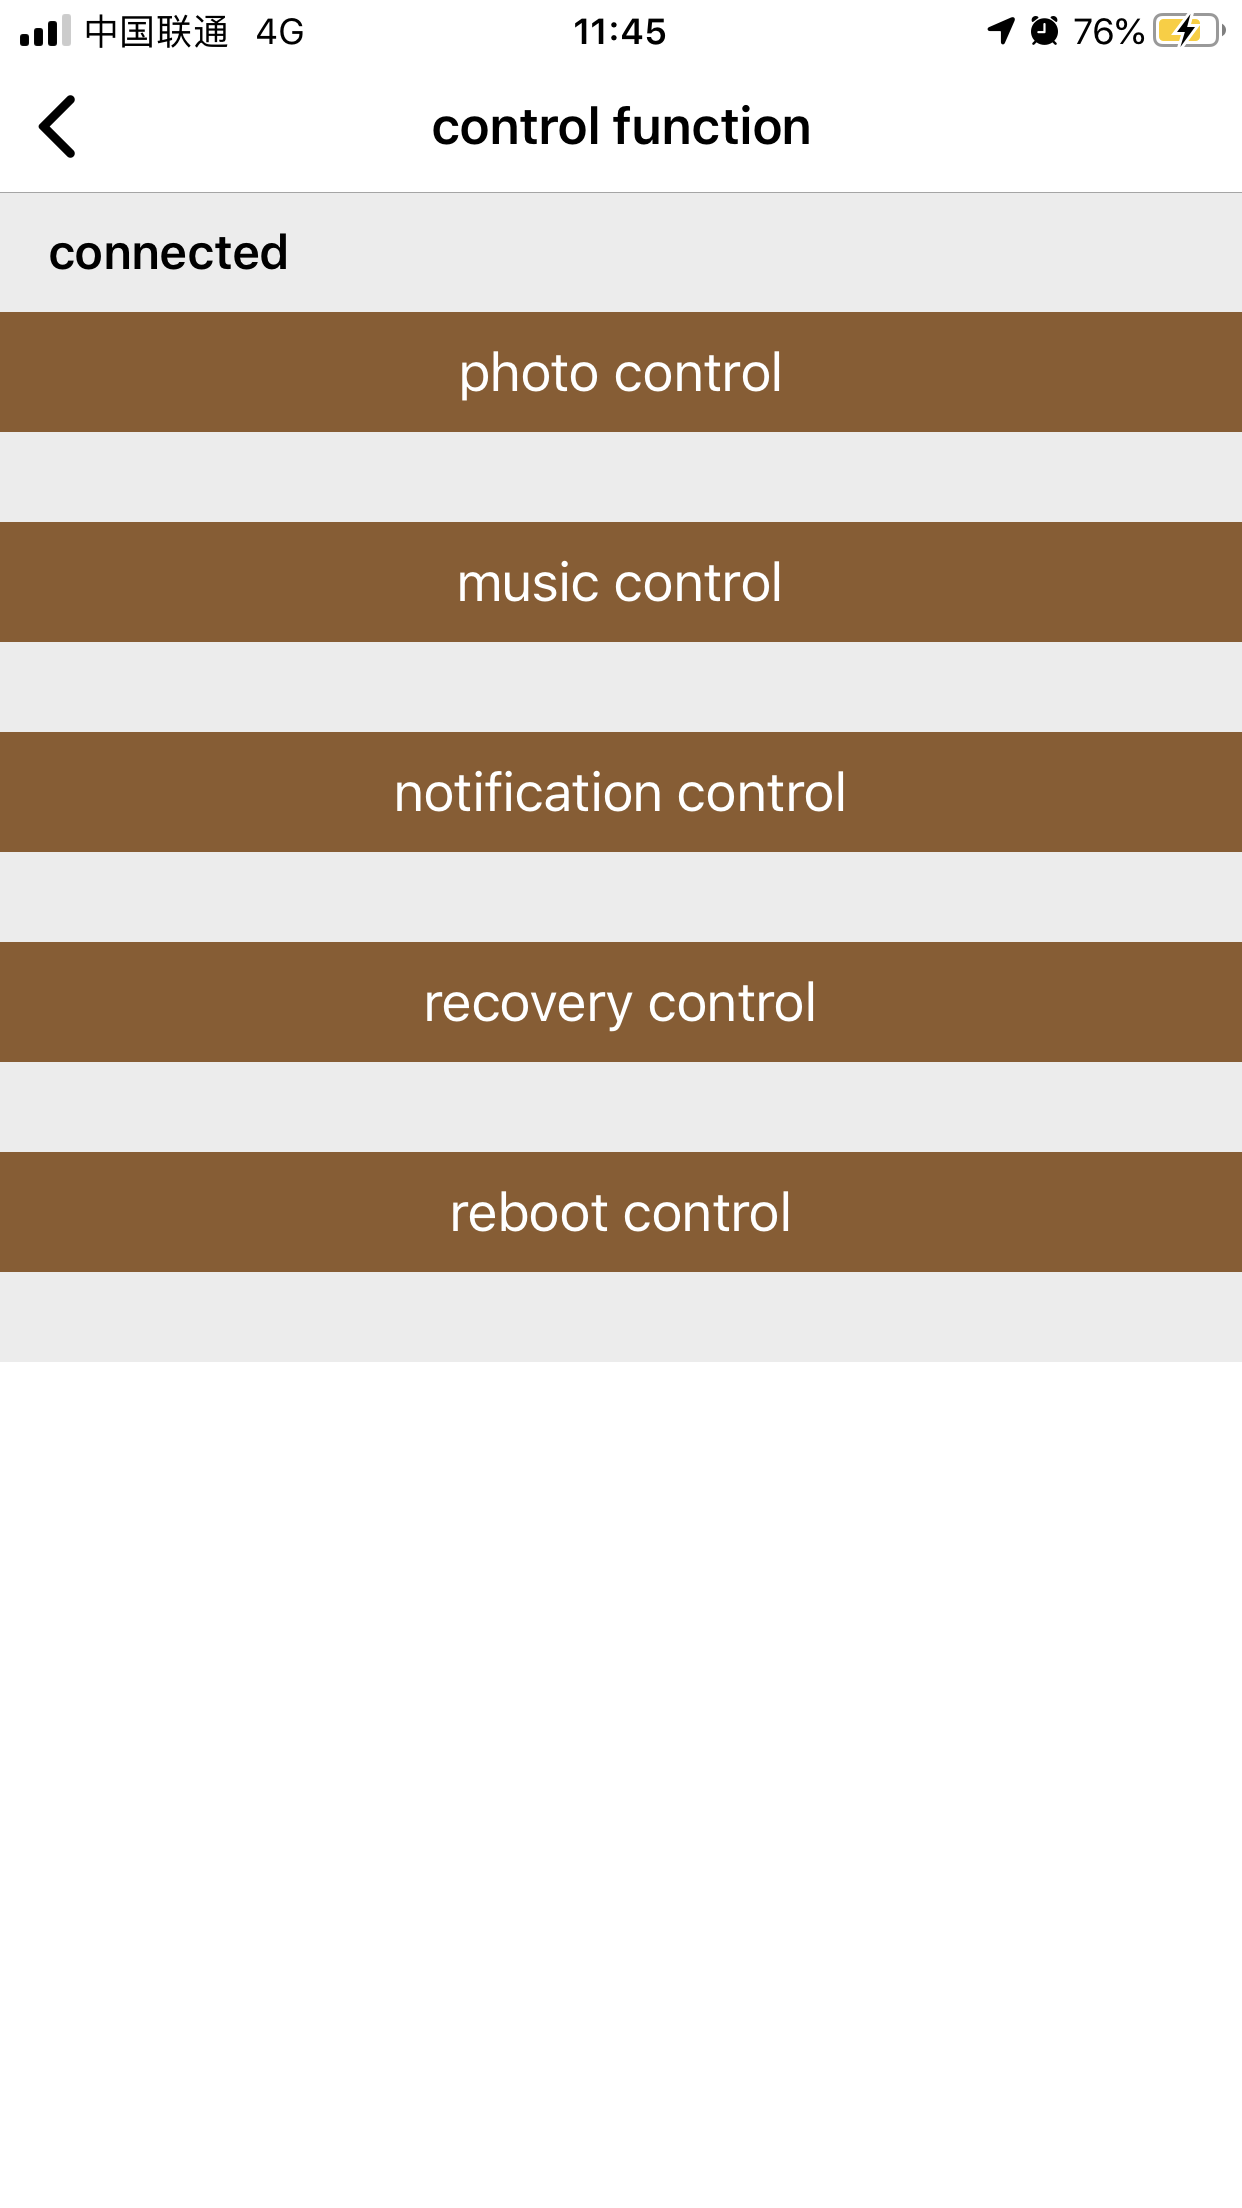 中国联通 4G 11:45 76%
control function
connected
photo control
music control
notification control
recovery control
reboot control